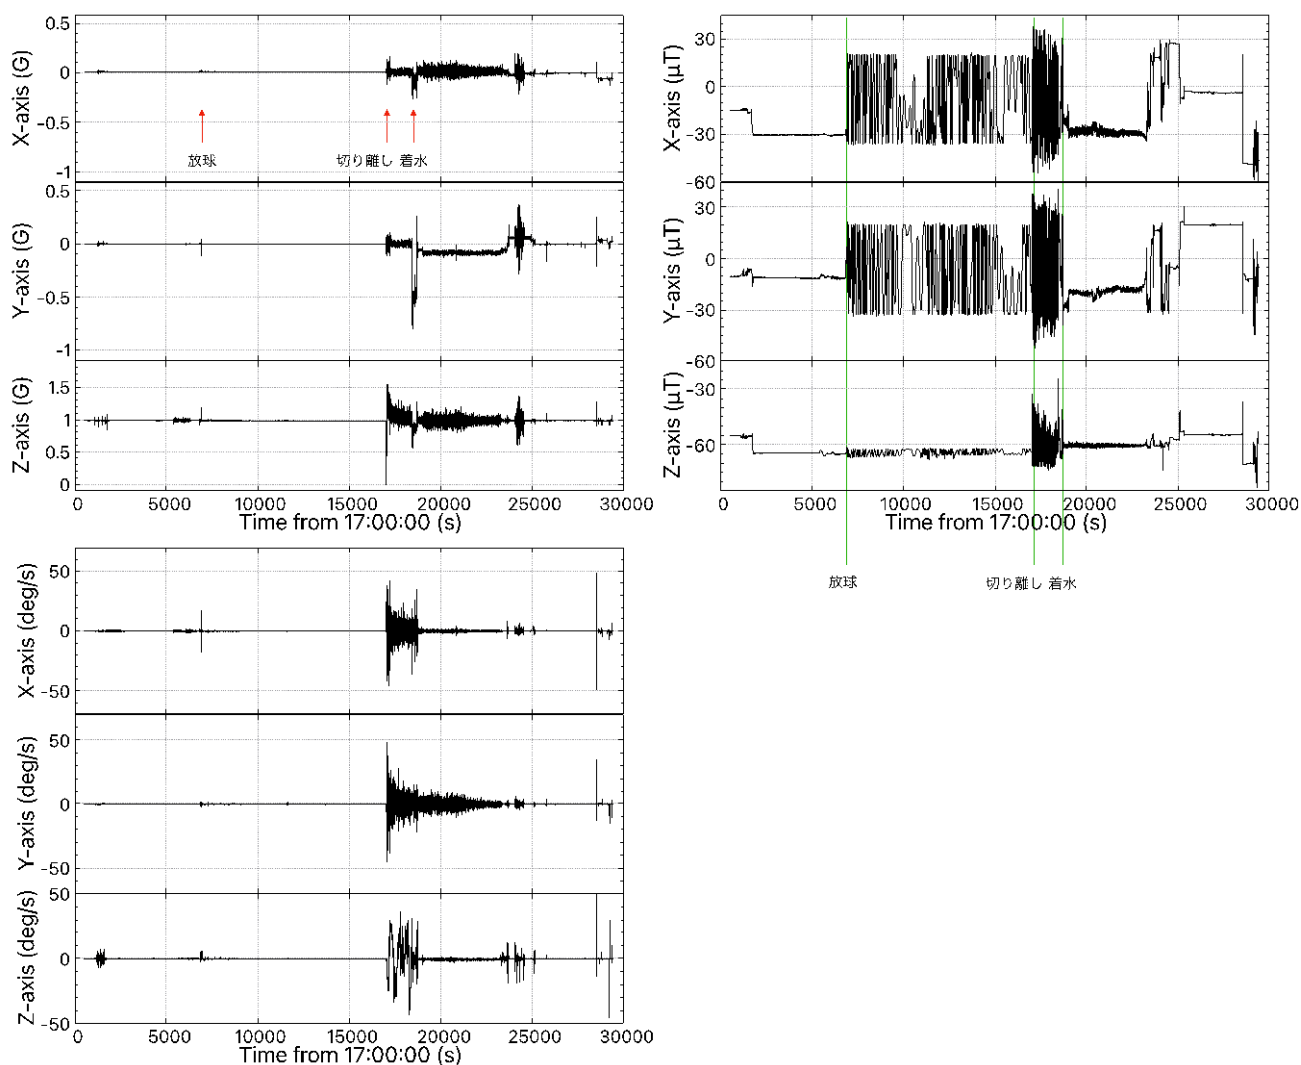 0.5
0
-0.5
-1
X-axis (G)
放球
切り離し 着水
0.5
0
-0.5
-1
Y-axis (G)
1.5
1
0.5
0
Z-axis (G)
0 5000 10000 15000 20000 25000 30000
Time from 17:00:00 (s)
30
0
-30
-60
X-axis (μT)
30
0
-30
-60
Y-axis (μT)
-30
-60
Z-axis (μT)
0 5000 10000 15000 20000 25000 30000
Time from 17:00:00 (s)
放球
切り離し 着水
50
0
-50
X-axis (deg/s)
50
0
-50
Y-axis (deg/s)
50
0
-50
Z-axis (deg/s)
0 5000 10000 15000 20000 25000 30000
Time from 17:00:00 (s)